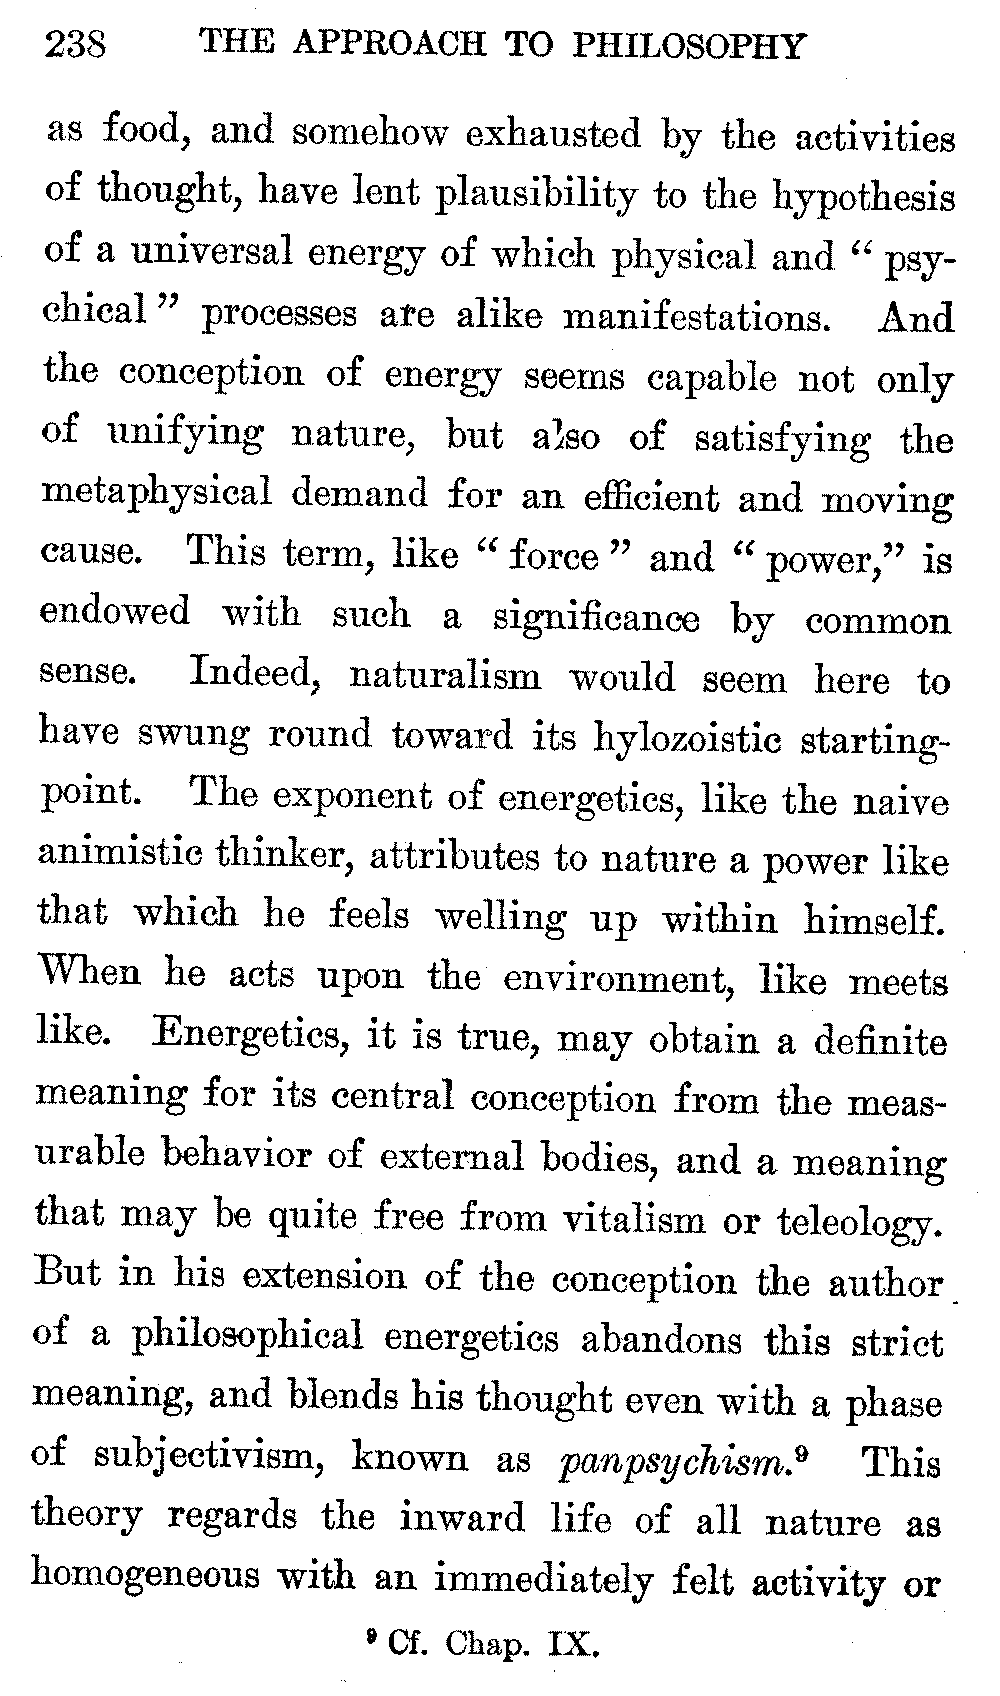 238 THE APPROACH TO PHILOSOPHY
as food, and somehow exhausted by the activities
of thought, have lent plausibility to the hypothesis
of a universal energy of which physical and “ psy-
chical ” processes are alike manifestations. And
the conception of energy seems capable not only
of unifying nature, but also of satisfying the
metaphysical demand for an efficient and moving
cause. This term, like “ force ” and “ power,” is
endowed with such a significance by common
sense. Indeed, naturalism would seem here to
have swung round toward its hylozoistic starting-
point. The exponent of energetics, like the naive
animistic thinker, attributes to nature a power like
that which he feels welling up within himself.
When he acts upon the environment, like meets
like. Energetics, it is true, may obtain a definite
meaning for its central conception from the meas-
urable behavior of external bodies, and a meaning
that may be quite free from vitalism or teleology.
But in his extension of the conception the author
of a philosophical energetics abandons this strict
meaning, and blends his thought even with a phase
of subjectivism, known as panpsychism.⁹ This
theory regards the inward life of all nature as
homogeneous with an immediately felt activity or
⁹ Cf. Chap. IX.